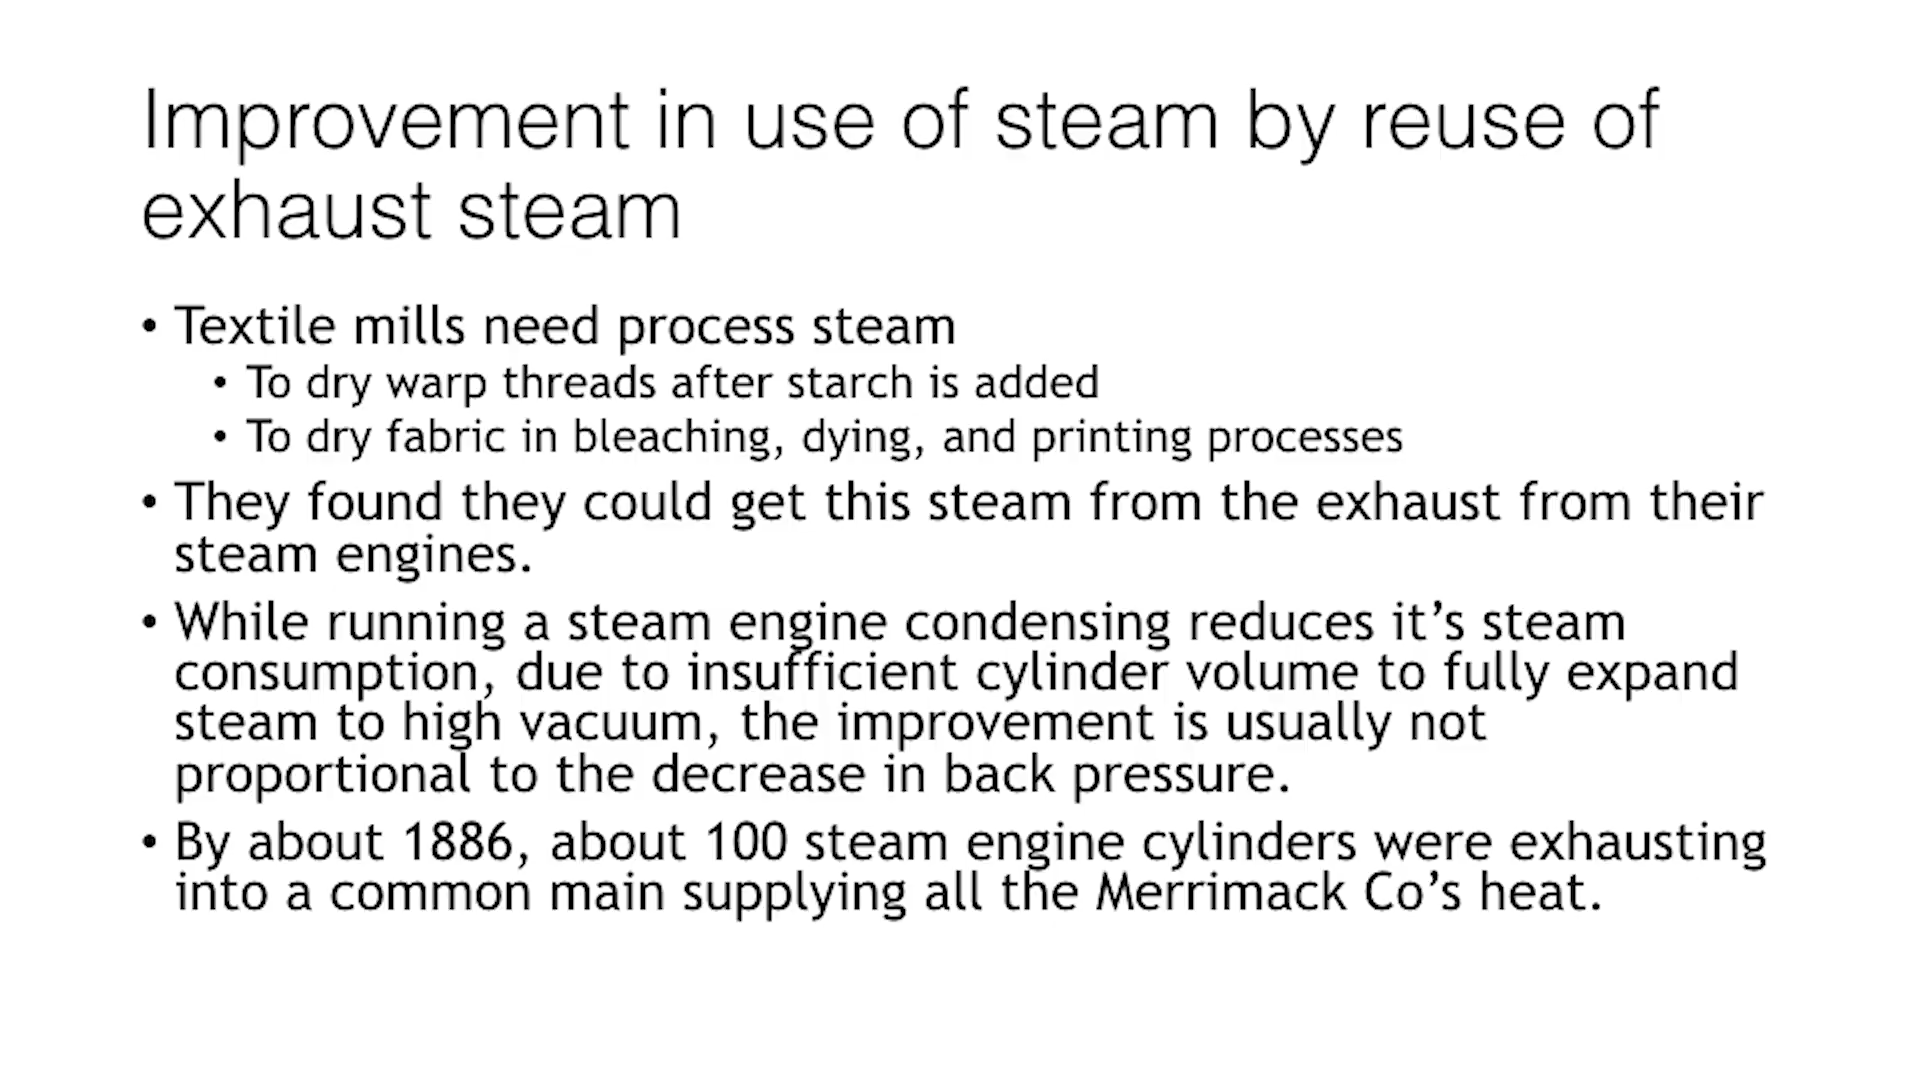 Improvement in use of steam by reuse of
exhaust steam
• Textile mills need process steam
• To dry warp threads after starch is added
• To dry fabric in bleaching, dying, and printing processes
• They found they could get this steam from the exhaust from their
steam engines.
• While running a steam engine condensing reduces it’s steam
consumption, due to insufficient cylinder volume to fully expand
steam to high vacuum, the improvement is usually not
proportional to the decrease in back pressure.
• By about 1886, about 100 steam engine cylinders were exhausting
into a common main supplying all the Merrimack Co’s heat.